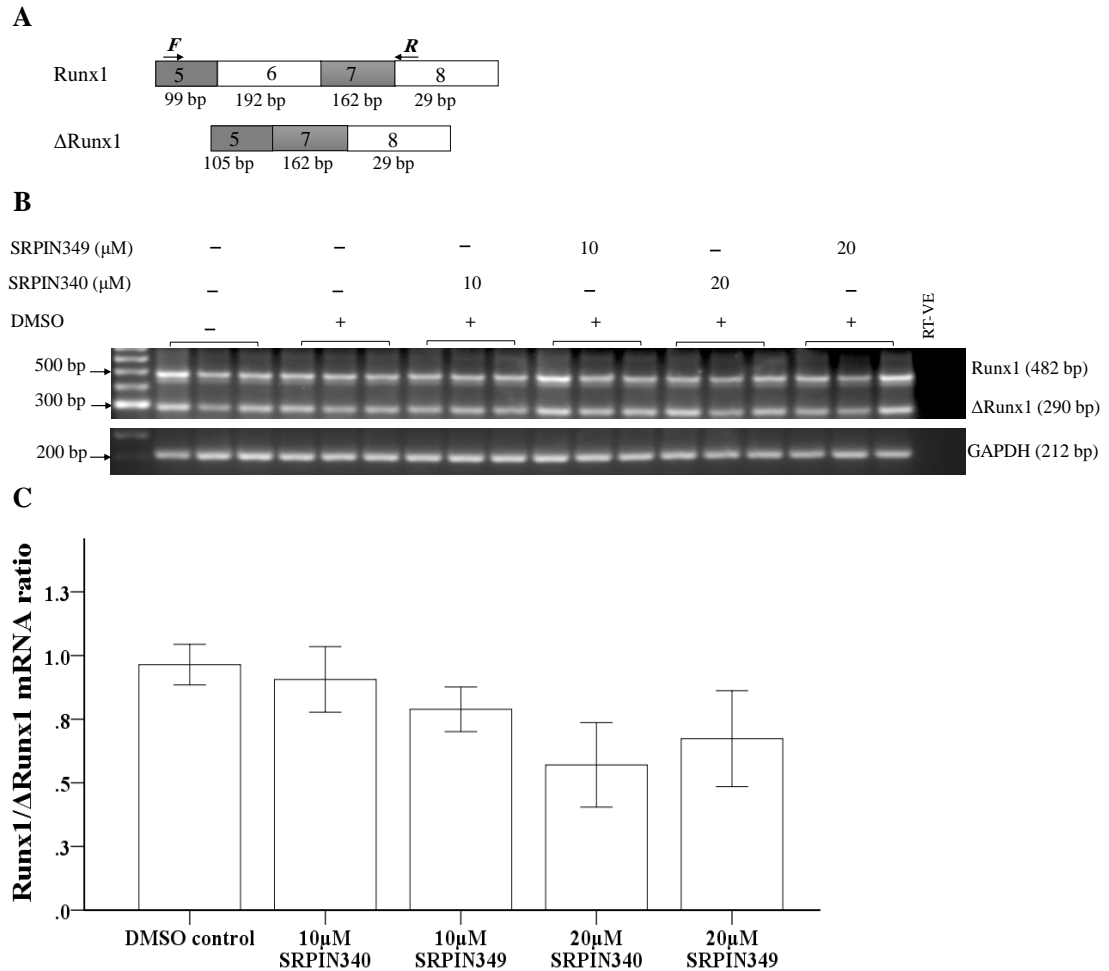 A
F R
Runx1 5 6 7 8
99 bp 192 bp 162 bp 29 bp
ΔRunx1 5 7 8
105 bp 162 bp 29 bp
B
SRPIN349 (µM) – – – 10 – 20
SRPIN340 (µM) – – 10 – 20 –
DMSO – + + + + +
RT-VE
500 bp Runx1 (482 bp)
300 bp ΔRunx1 (290 bp)
200 bp GAPDH (212 bp)
C
Runx1/ΔRunx1 mRNA ratio
1.3
1.0
.8
.5
.3
.0
DMSO control 10µM 10µM 20µM 20µM
SRPIN340 SRPIN349 SRPIN340 SRPIN349